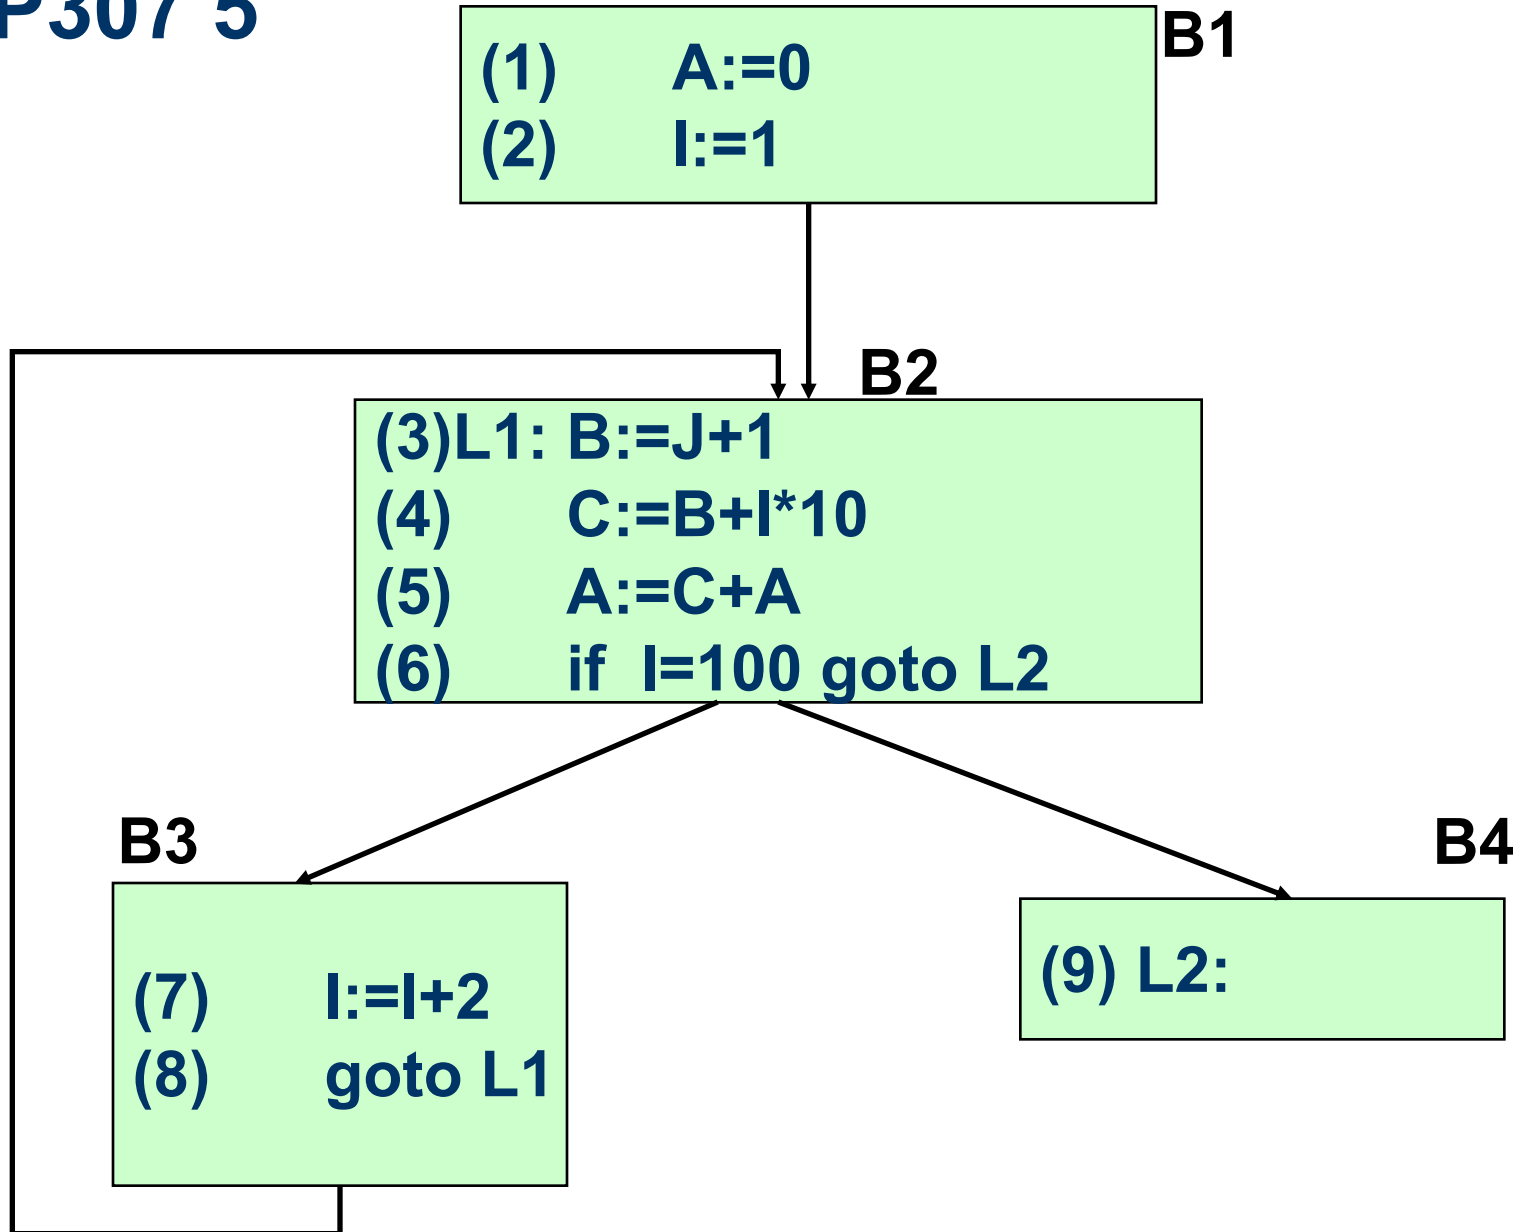 P307 5
B1
(1) A:=0
(2) I:=1
B2
(3)L1: B:=J+1
(4) C:=B+I*10
(5) A:=C+A
(6) if I=100 goto L2
B3
B4
(7) I:=I+2
(8) goto L1
(9) L2: